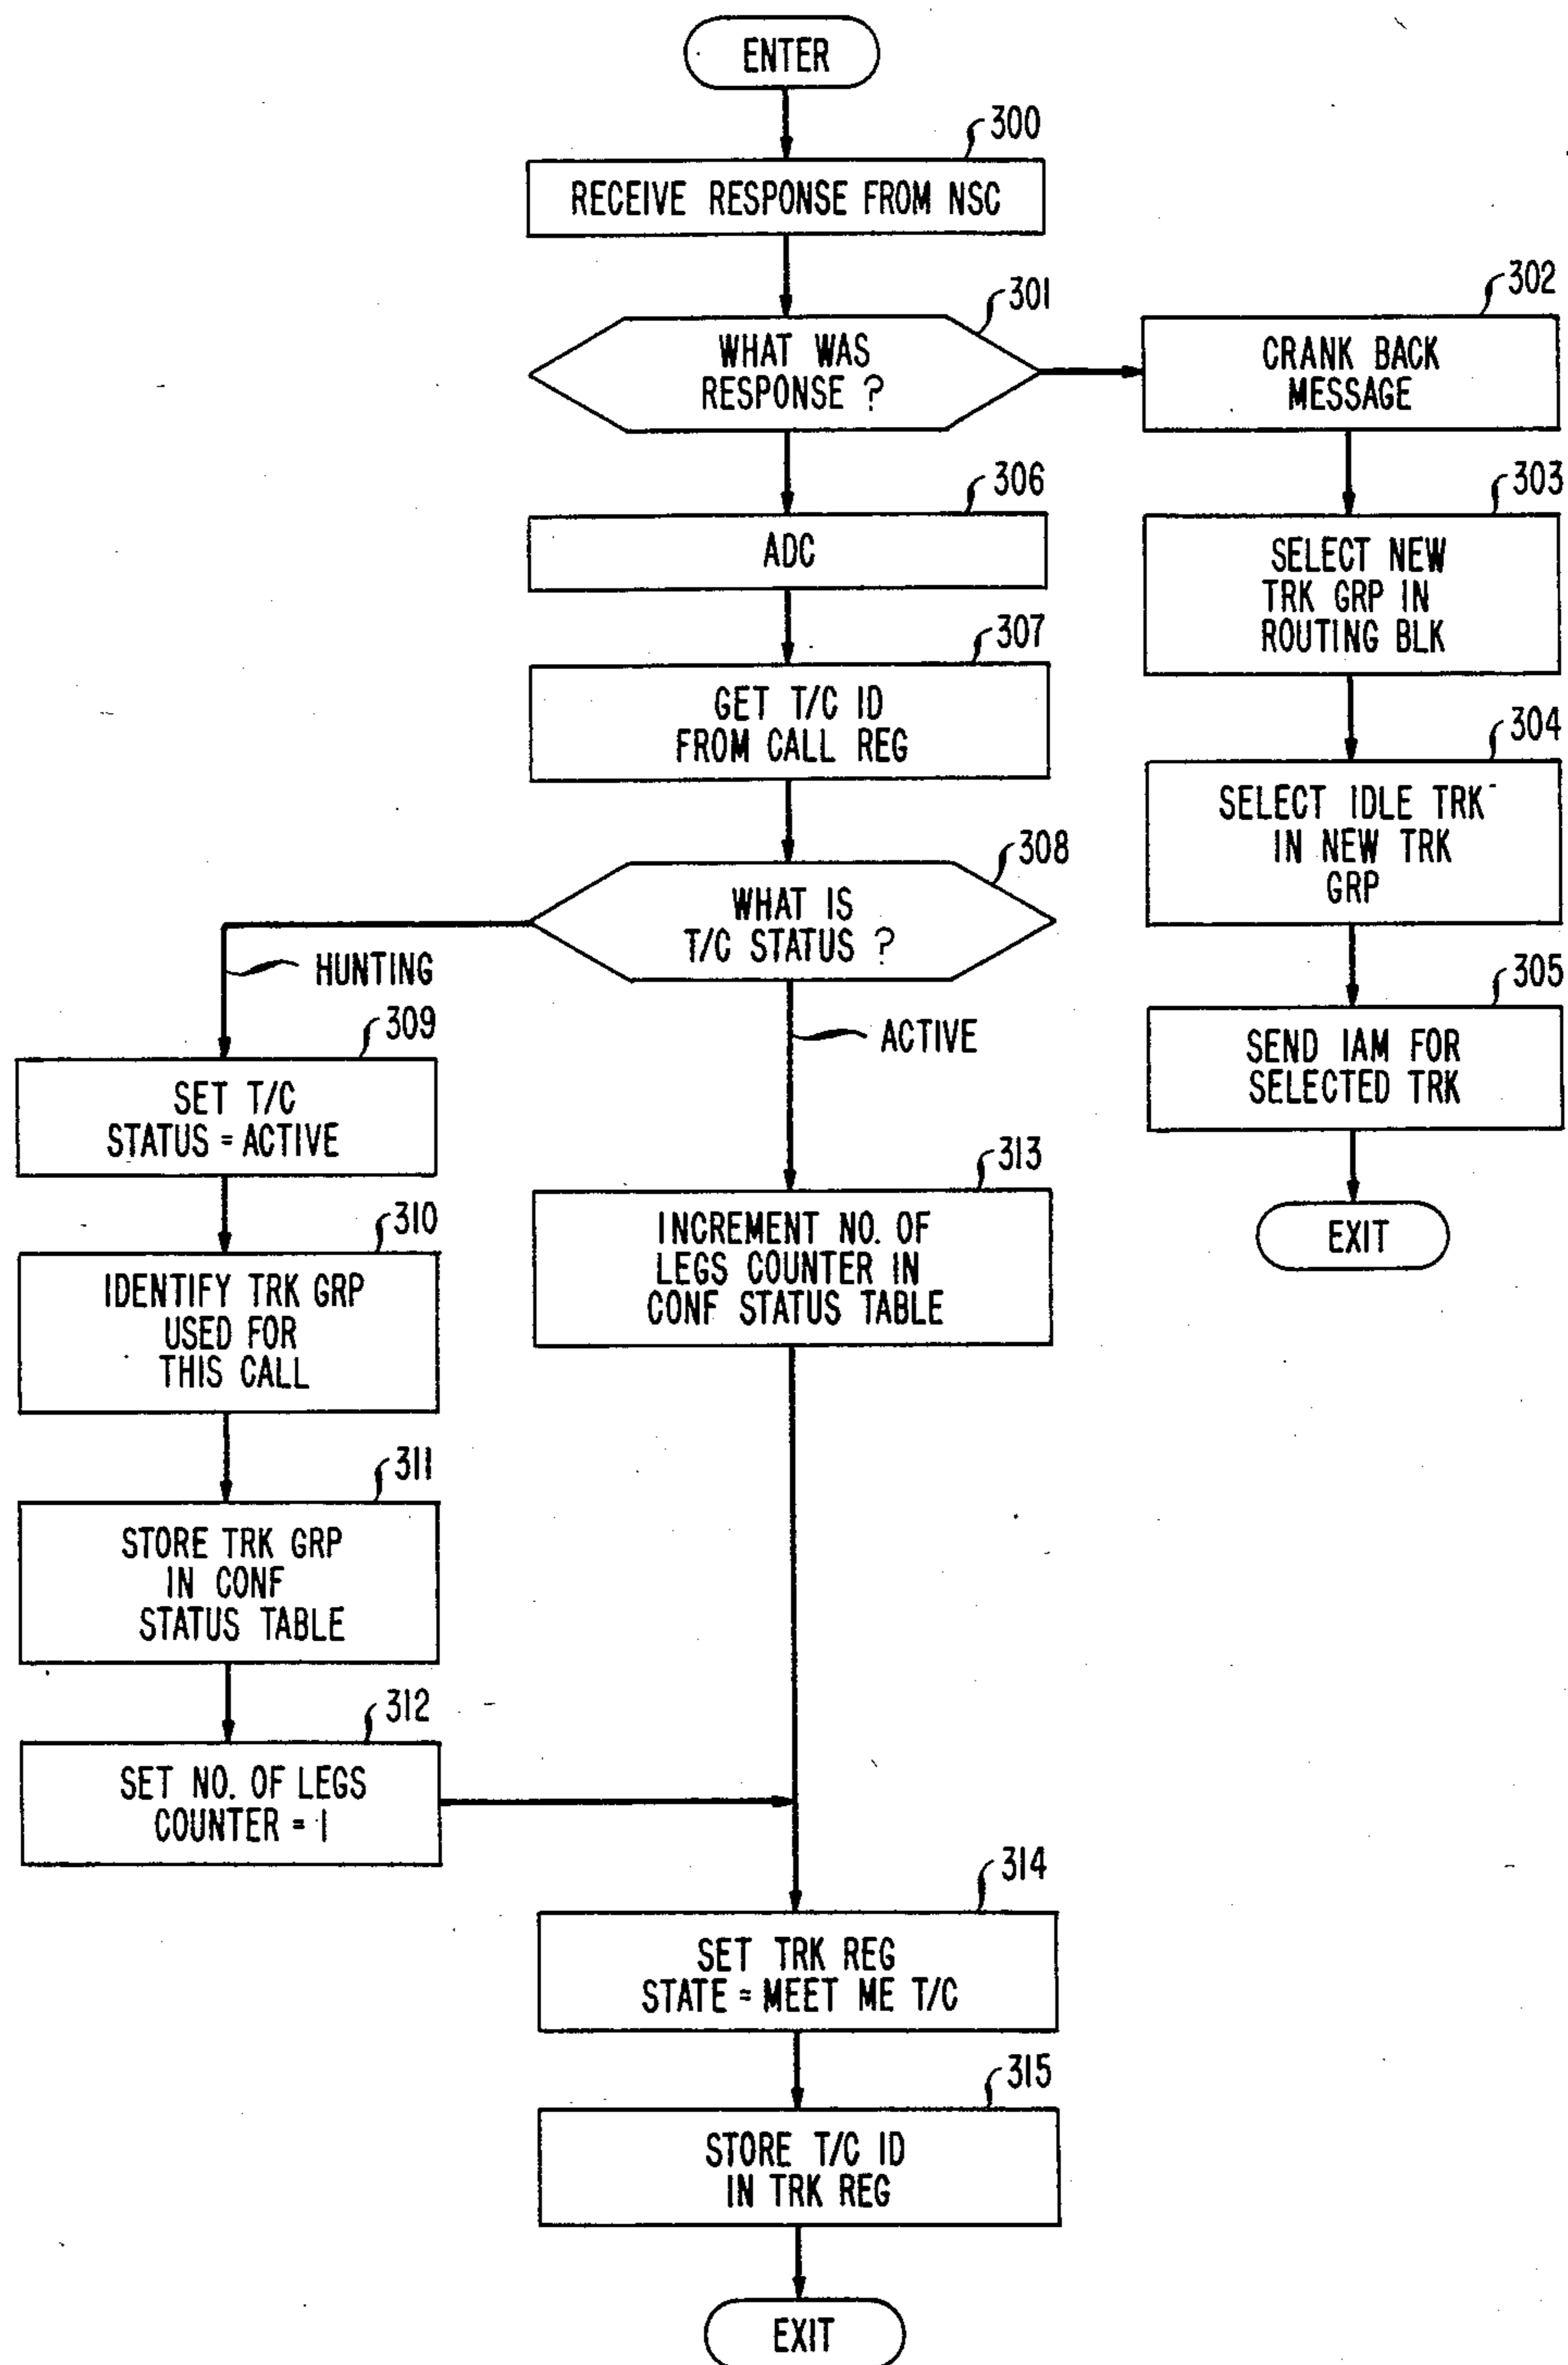 ENTER
300
RECEIVE RESPONSE FROM NSC
301
WHAT WAS
RESPONSE ?
302
CRANK BACK
MESSAGE
303
SELECT NEW
TRK GRP IN
ROUTING BLK
304
SELECT IDLE TRK
IN NEW TRK
GRP
305
SEND IAM FOR
SELECTED TRK
EXIT
306
ADC
307
GET T/C ID
FROM CALL REG
308
WHAT IS
T/C STATUS ?
HUNTING
309
SET T/C
STATUS = ACTIVE
310
IDENTIFY TRK GRP
USED FOR
THIS CALL
311
STORE TRK GRP
IN CONF
STATUS TABLE
312
SET NO. OF LEGS
COUNTER = 1
ACTIVE
313
INCREMENT NO. OF
LEGS COUNTER IN
CONF STATUS TABLE
314
SET TRK REG
STATE = MEET ME T/C
315
STORE T/C ID
IN TRK REG
EXIT